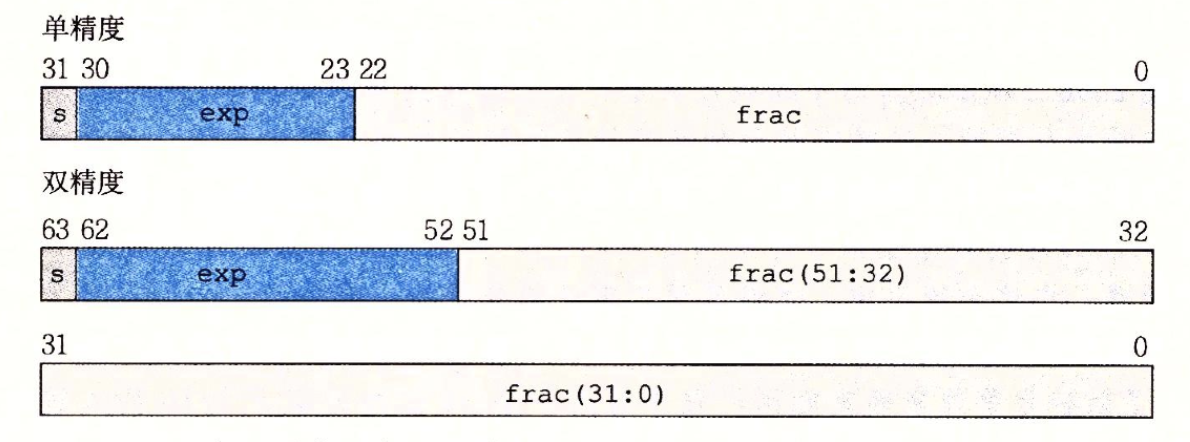 单精度
31 30 23 22 0
s exp frac
双精度
63 62 52 51 32
s exp frac(51:32)
31 0
frac(31:0)